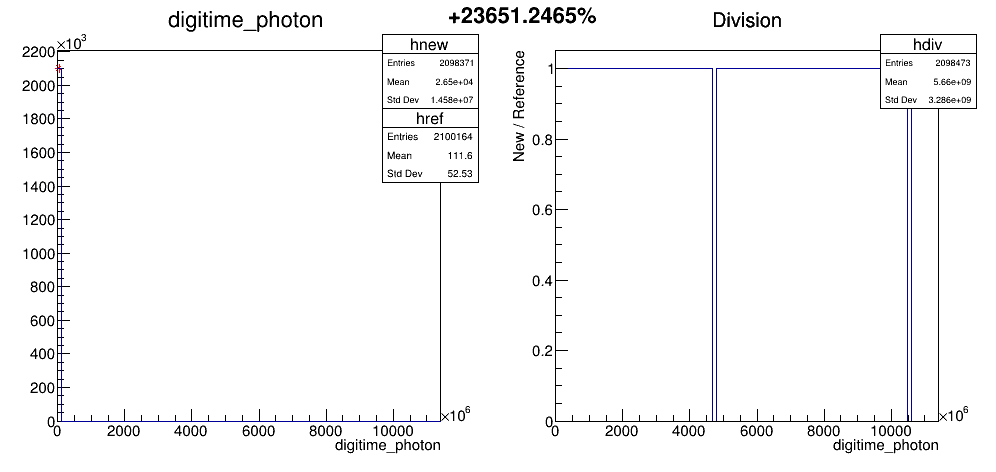 +23651.2465%
digitime_photon
×10³
2200
2000
1800
1600
1400
1200
1000
800
600
400
200
0
0 2000 4000 6000 8000 10000
×10⁶
digitime_photon
hnew
Entries 2098371
Mean 2.65e+04
Std Dev 1.458e+07
href
Entries 2100164
Mean 111.6
Std Dev 52.53
Division
New / Reference
1
0.8
0.6
0.4
0.2
0
0 2000 4000 6000 8000 10000
×10⁶
digitime_photon
hdiv
Entries 2098473
Mean 5.66e+09
Std Dev 3.286e+09